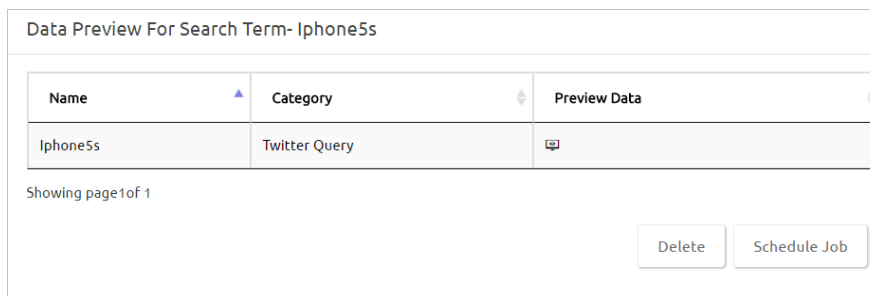 Data Preview For Search Term- Iphone5s
Name Category Preview Data
Iphone5s Twitter Query
Showing page1of 1
Delete Schedule Job